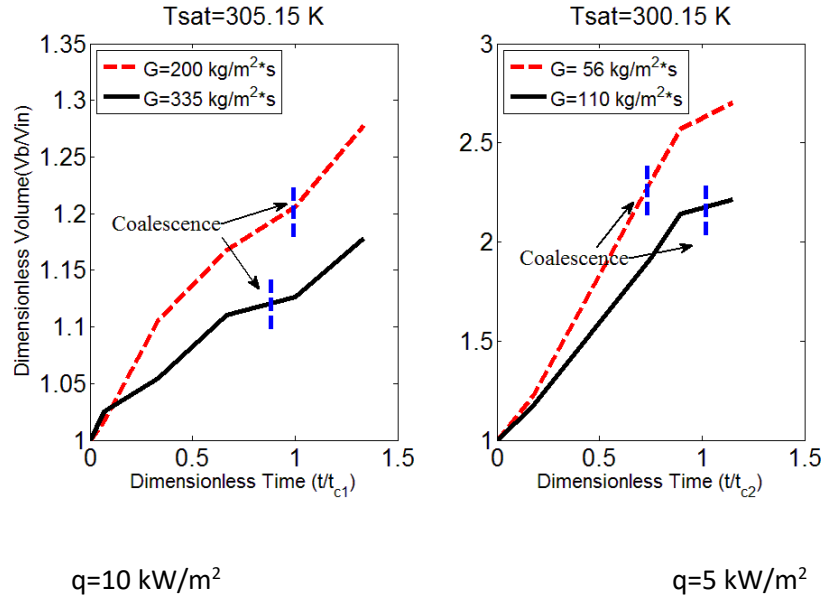 Tsat=305.15 K
1.35
1.3
1.25
1.2
1.15
1.1
1.05
1
0
0.5
1
1.5
Dimensionless Volume(Vb/Vin)
Dimensionless Time (t/tc1)
G=200 kg/m²*s
G=335 kg/m²*s
Coalescence
Tsat=300.15 K
3
2.5
2
1.5
1
0
0.5
1
1.5
Dimensionless Time (t/tc2)
G= 56 kg/m²*s
G=110 kg/m²*s
Coalescence
q=10 kW/m²
q=5 kW/m²